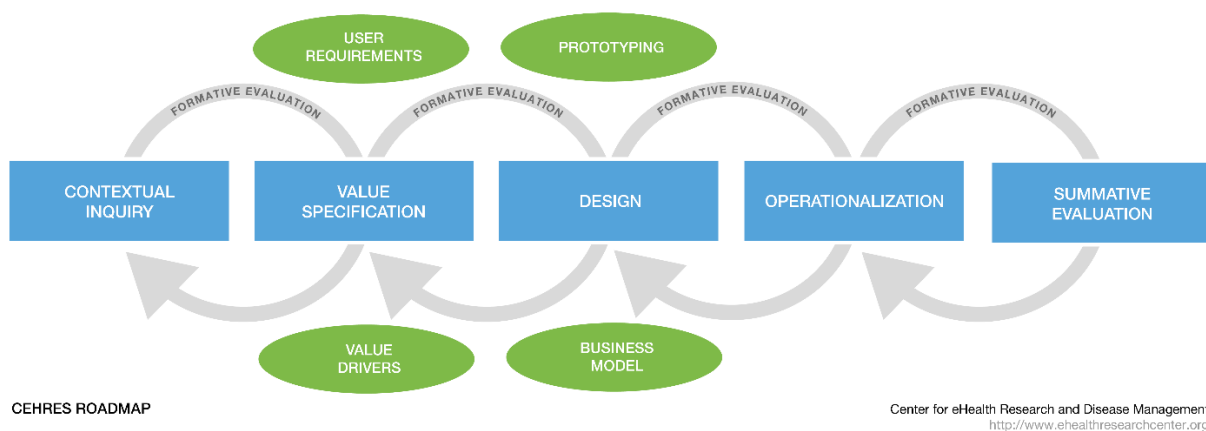 USER
REQUIREMENTS
PROTOTYPING
FORMATIVE EVALUATION
FORMATIVE EVALUATION
FORMATIVE EVALUATION
FORMATIVE EVALUATION
CONTEXTUAL
INQUIRY
VALUE
SPECIFICATION
DESIGN
OPERATIONALIZATION
SUMMATIVE
EVALUATION
VALUE
DRIVERS
BUSINESS
MODEL
CEHRES ROADMAP
Center for eHealth Research and Disease Management
http://www.ehealthresearchcenter.org